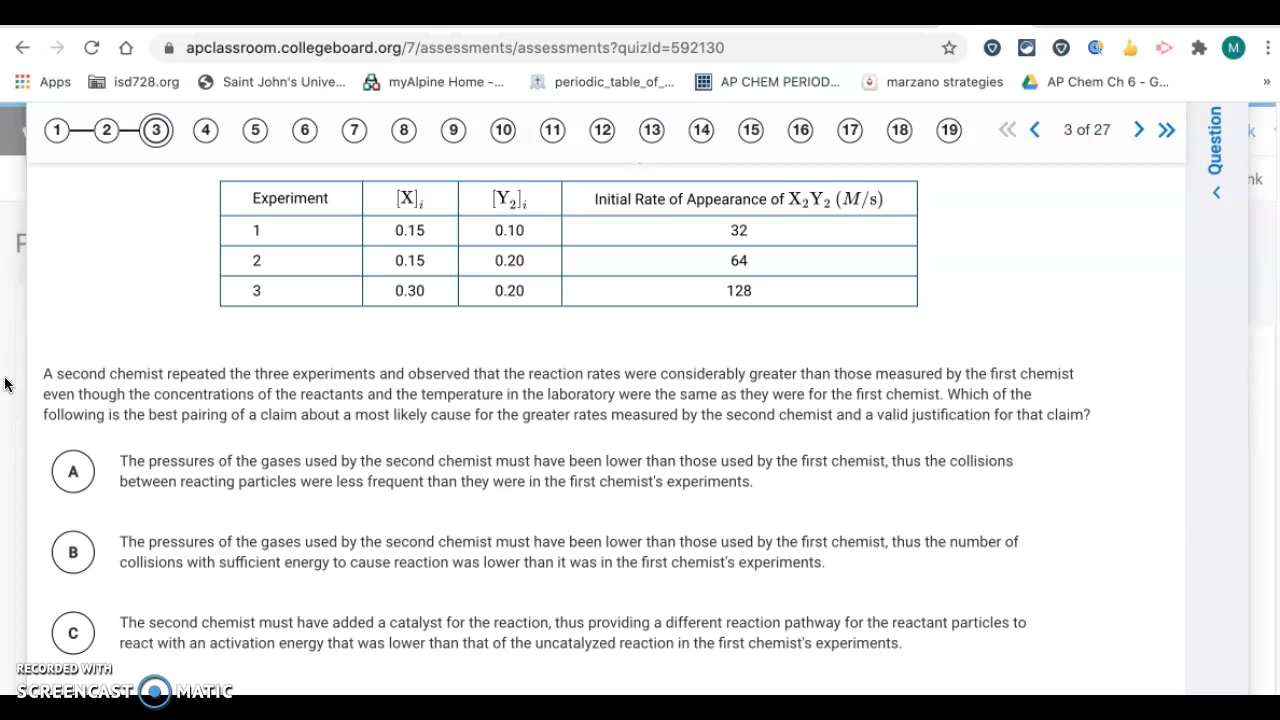 apclassroom.collegeboard.org/7/assessments/assessments?quizId=592130
M
Apps isd728.org Saint John's Unive... myAlpine Home -... periodic_table_of_... AP CHEM PERIOD... marzano strategies AP Chem Ch 6 - G... »
1 2 3 4 5 6 7 8 9 10 11 12 13 14 15 16 17 18 19 3 of 27
Question
nk
Experiment [X]ᵢ [Y₂]ᵢ Initial Rate of Appearance of X₂Y₂ (M/s)
1 0.15 0.10 32
2 0.15 0.20 64
3 0.30 0.20 128
A second chemist repeated the three experiments and observed that the reaction rates were considerably greater than those measured by the first chemist
even though the concentrations of the reactants and the temperature in the laboratory were the same as they were for the first chemist. Which of the
following is the best pairing of a claim about a most likely cause for the greater rates measured by the second chemist and a valid justification for that claim?
A The pressures of the gases used by the second chemist must have been lower than those used by the first chemist, thus the collisions
between reacting particles were less frequent than they were in the first chemist's experiments.
B The pressures of the gases used by the second chemist must have been lower than those used by the first chemist, thus the number of
collisions with sufficient energy to cause reaction was lower than it was in the first chemist's experiments.
C The second chemist must have added a catalyst for the reaction, thus providing a different reaction pathway for the reactant particles to
react with an activation energy that was lower than that of the uncatalyzed reaction in the first chemist's experiments.
RECORDED WITH
SCREENCAST MATIC